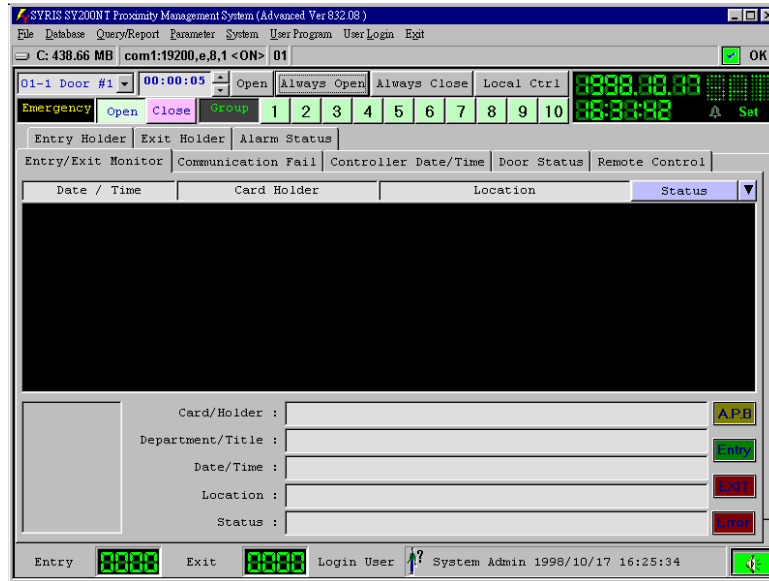 SYRIS SY200NT Proximity Management System (Advanced Ver 832.08 )
File Database Query/Report Parameter System User Program User Login Exit
C: 438.66 MB com1:19200,e,8,1 <ON> 01 OK
01-1 Door #1 00:00:05 Open Always Open Always Close Local Ctrl
Emergency Open Close Group 1 2 3 4 5 6 7 8 9 10 Set
Entry Holder Exit Holder Alarm Status
Entry/Exit Monitor Communication Fail Controller Date/Time Door Status Remote Control
Date / Time Card Holder Location Status
Card/Holder : A.P.B
Department/Title :
Entry
Date/Time :
Location : EXIT
Status : Error
Entry Exit Login User System Admin 1998/10/17 16:25:34